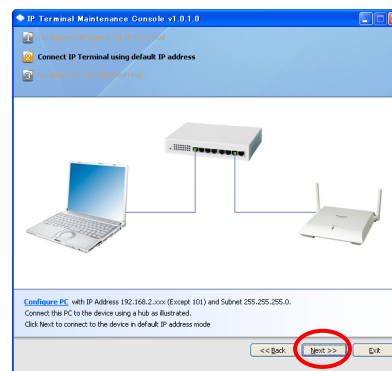 IP Terminal Maintenance Console v1.0.1.0
1
2 Connect IP Terminal using default IP address
3
Configure PC with IP Address 192.168.2.xxx (Except 101) and Subnet 255.255.255.0.
Connect this PC to the device using a hub as illustrated.
Click Next to connect to the device in default IP address mode
<< Back Next >> Exit